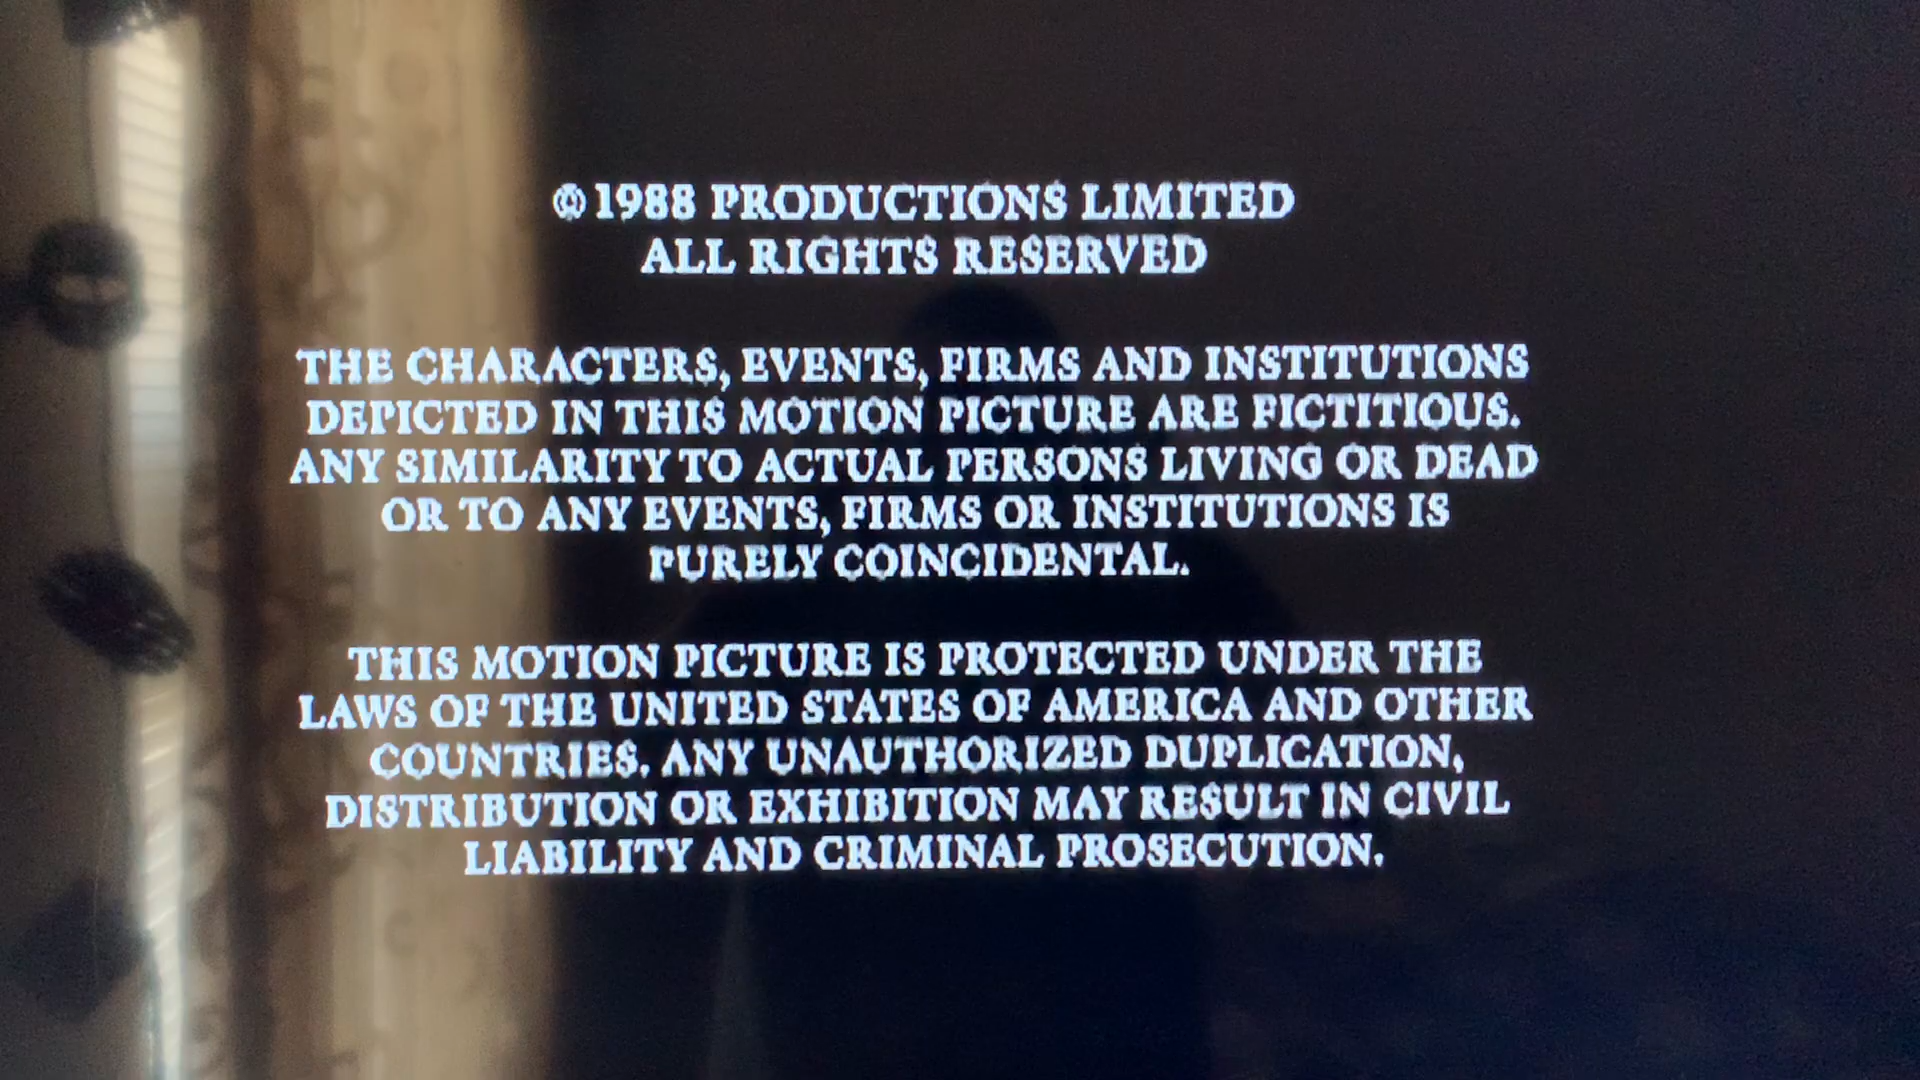 © 1988 PRODUCTIONS LIMITED
ALL RIGHTS RESERVED
THE CHARACTERS, EVENTS, FIRMS AND INSTITUTIONS
DEPICTED IN THIS MOTION PICTURE ARE FICTITIOUS.
ANY SIMILARITY TO ACTUAL PERSONS LIVING OR DEAD
OR TO ANY EVENTS, FIRMS OR INSTITUTIONS IS
PURELY COINCIDENTAL.
THIS MOTION PICTURE IS PROTECTED UNDER THE
LAWS OF THE UNITED STATES OF AMERICA AND OTHER
COUNTRIES. ANY UNAUTHORIZED DUPLICATION,
DISTRIBUTION OR EXHIBITION MAY RESULT IN CIVIL
LIABILITY AND CRIMINAL PROSECUTION.